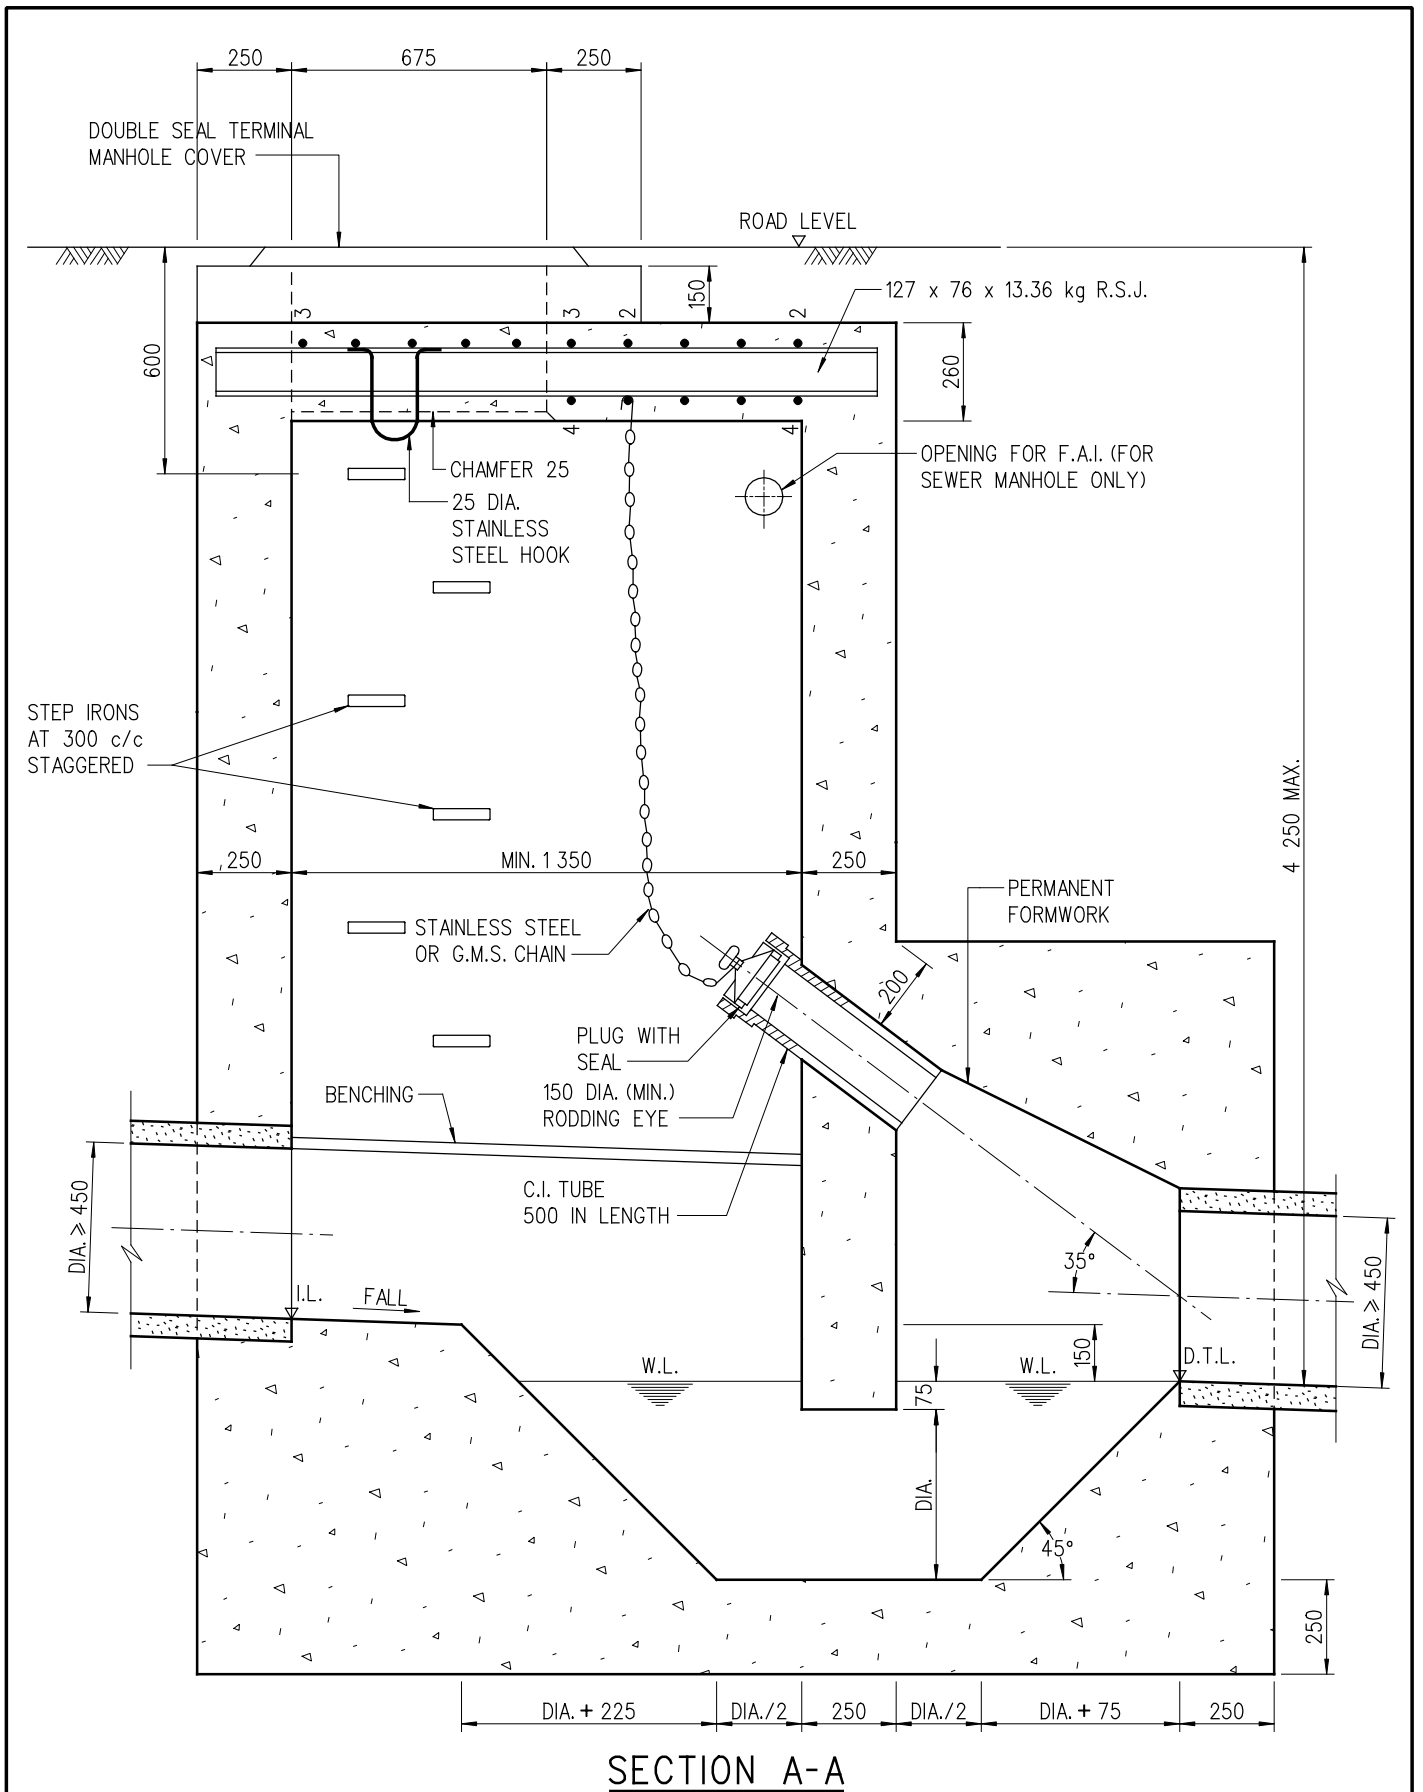 250
675
250
DOUBLE SEAL TERMINAL
MANHOLE COVER
ROAD LEVEL
150
127 x 76 x 13.36 kg R.S.J.
3
3
2
2
600
260
4
4
CHAMFER 25
25 DIA.
STAINLESS
STEEL HOOK
OPENING FOR F.A.I. (FOR
SEWER MANHOLE ONLY)
STEP IRONS
AT 300 c/c
STAGGERED
4 250 MAX.
250
MIN. 1 350
250
PERMANENT
FORMWORK
STAINLESS STEEL
OR G.M.S. CHAIN
200
PLUG WITH
SEAL
150 DIA. (MIN.)
RODDING EYE
BENCHING
C.I. TUBE
500 IN LENGTH
DIA. ⩾ 450
35°
DIA. ⩾ 450
I.L.
FALL
150
D.T.L.
W.L.
75
W.L.
DIA.
45°
250
DIA. + 225
DIA./2
250
DIA./2
DIA. + 75
250
SECTION A-A